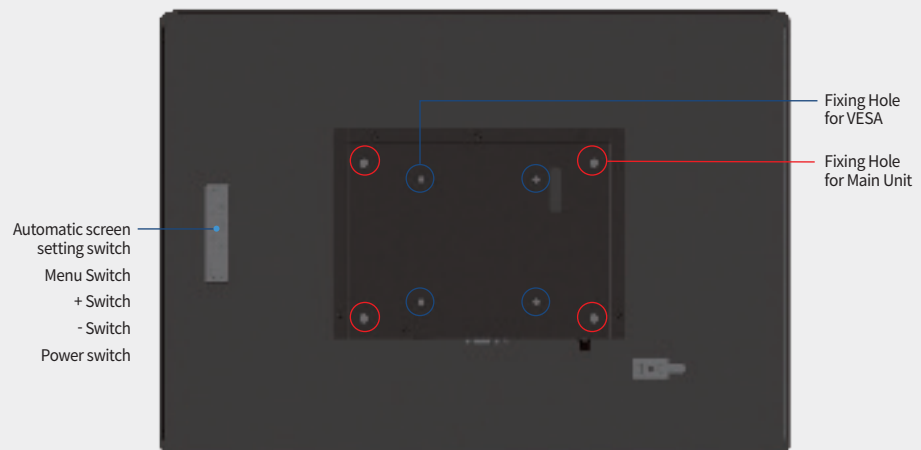 Fixing Hole
for VESA
Fixing Hole
for Main Unit
Automatic screen
setting switch
Menu Switch
+ Switch
- Switch
Power switch